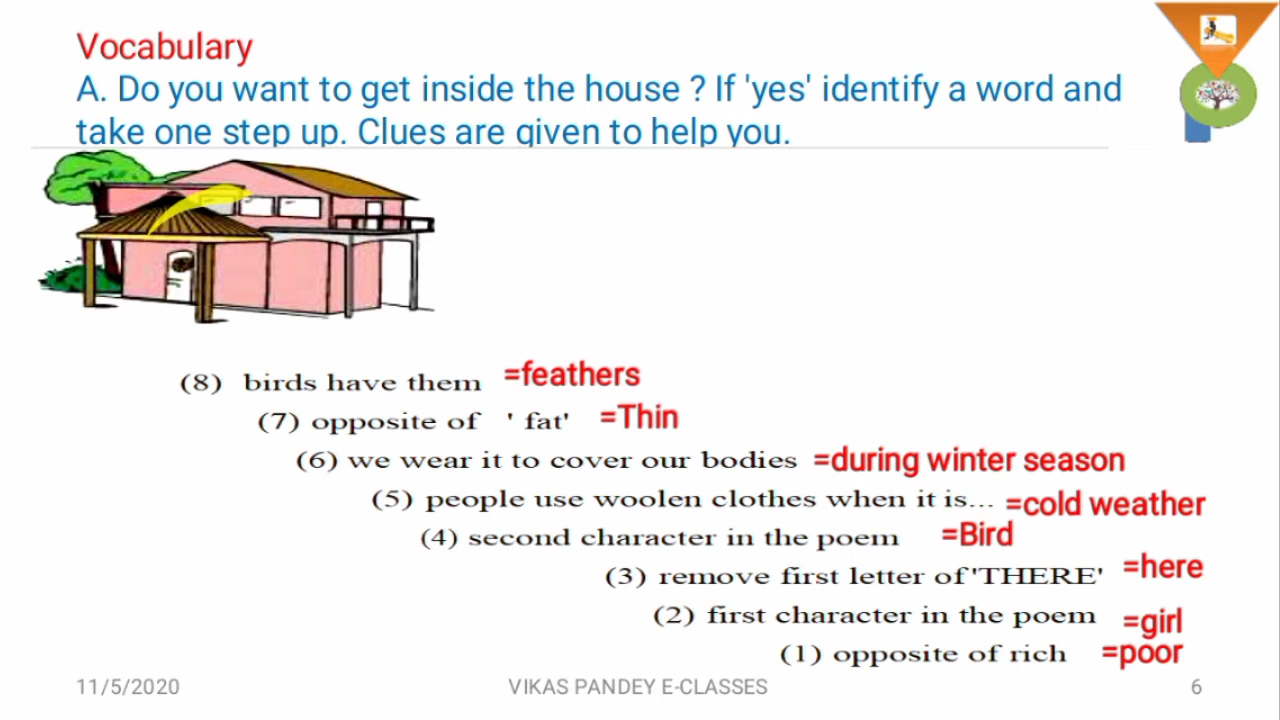 Vocabulary
A. Do you want to get inside the house ? If 'yes' identify a word and
take one step up. Clues are given to help you.
(8) birds have them =feathers
(7) opposite of ' fat' =Thin
(6) we wear it to cover our bodies =during winter season
(5) people use woolen clothes when it is... =cold weather
(4) second character in the poem =Bird
(3) remove first letter of 'THERE' =here
(2) first character in the poem =girl
(1) opposite of rich =poor
11/5/2020 VIKAS PANDEY E-CLASSES 6